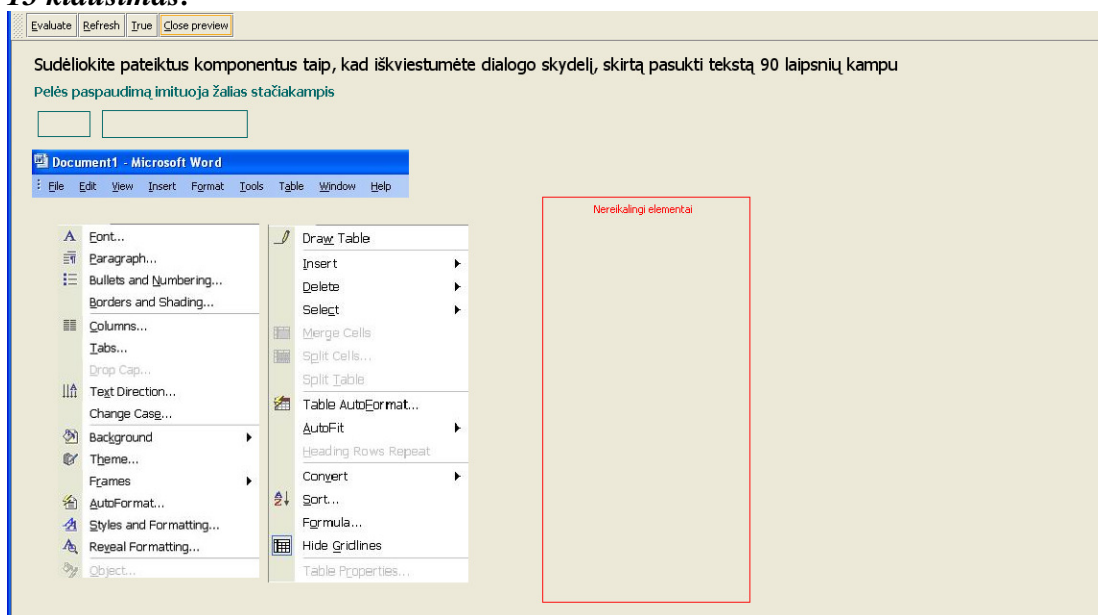 15 klausimas.
Evaluate Refresh True Close preview
Sudėliokite pateiktus komponentus taip, kad iškviestumėte dialogo skydelį, skirtą pasukti tekstą 90 laipsnių kampu
Pelės paspaudimą imituoja žalias stačiakampis
Document1 - Microsoft Word
File Edit View Insert Format Tools Table Window Help
Font...
Paragraph...
Bullets and Numbering...
Borders and Shading...
Columns...
Tabs...
Drop Cap...
Text Direction...
Change Case...
Background
Theme...
Frames
AutoFormat...
Styles and Formatting...
Reveal Formatting...
Object...
Draw Table
Insert
Delete
Select
Merge Cells
Split Cells...
Split Table
Table AutoFormat...
AutoFit
Heading Rows Repeat
Convert
Sort...
Formula...
Hide Gridlines
Table Properties...
Nereikalingi elementai